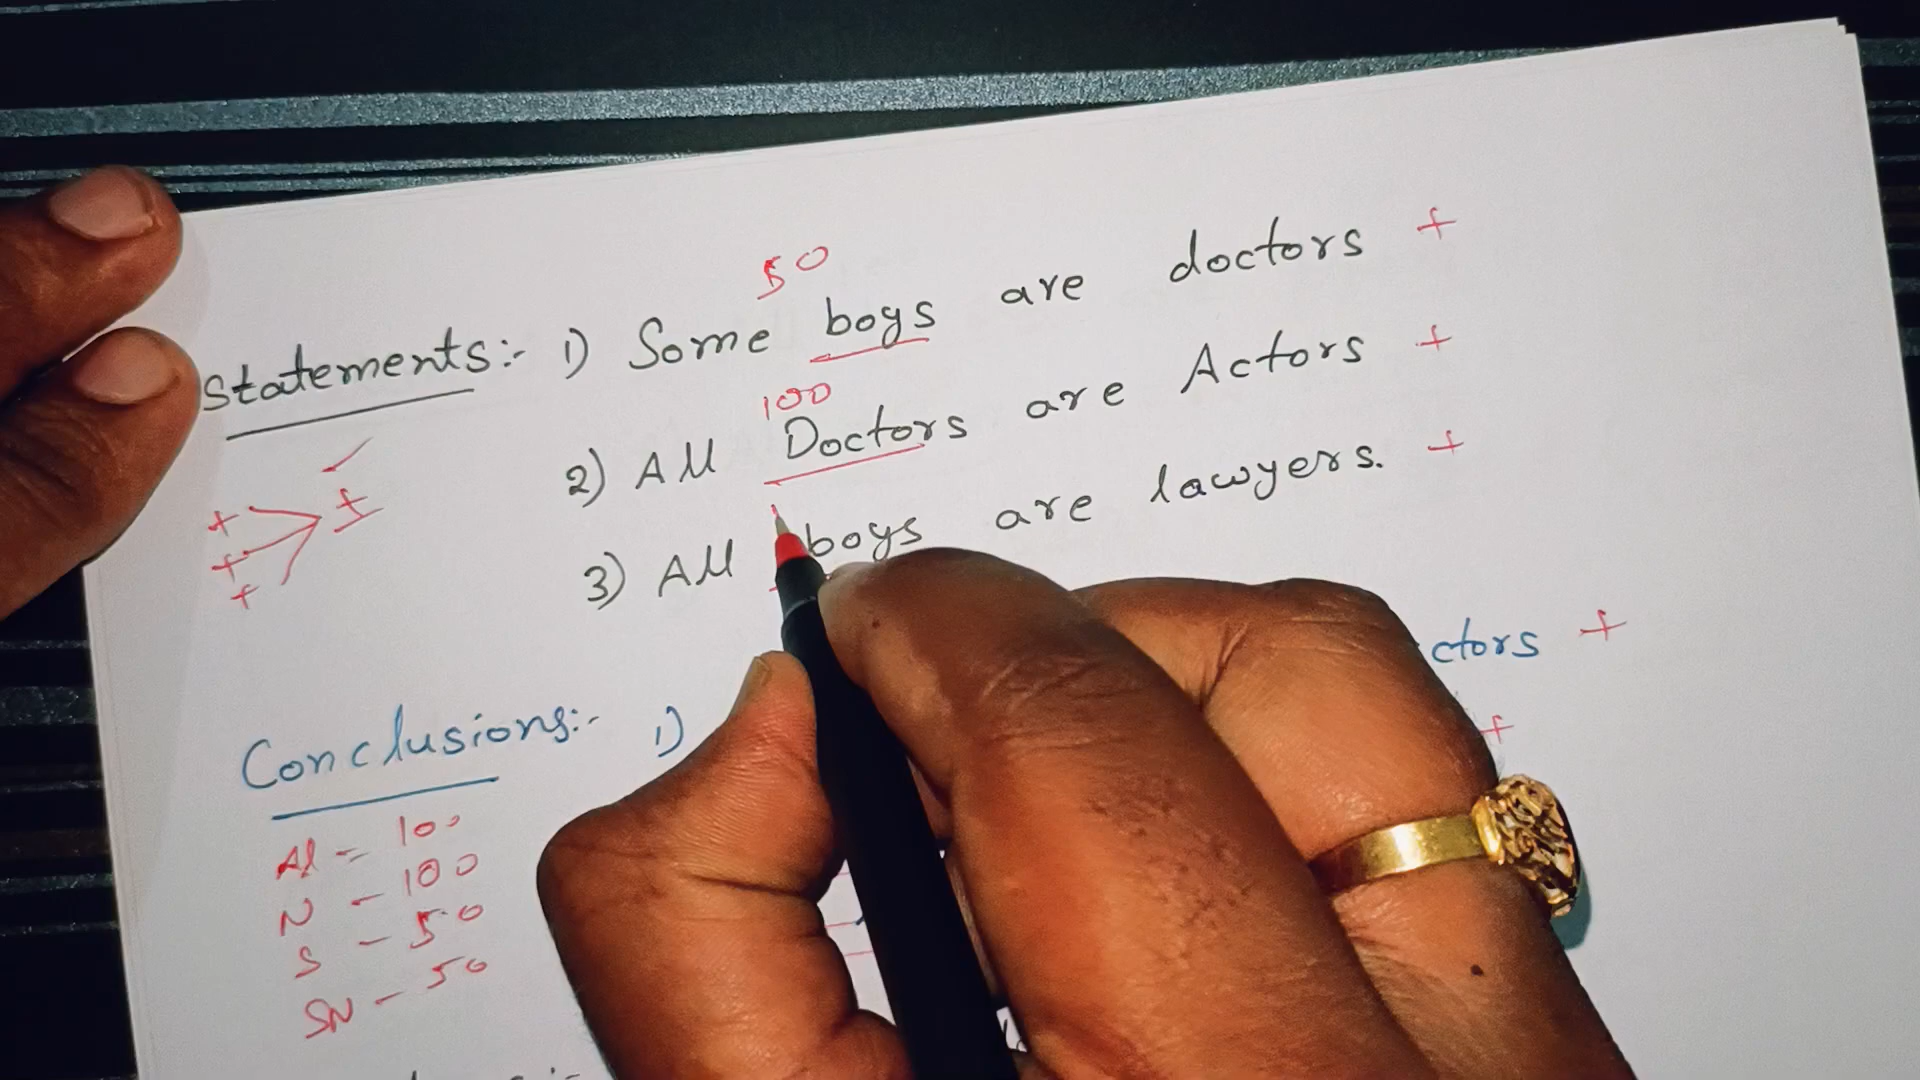 50
Statements:- 1) Some boys are doctors +
100
2) All Doctors are Actors +
3) All boys are lawyers. +
+ + + ±
Conclusions:- 1) ctors +
+
Al - 100
N - 100
S - 50
SN - 50